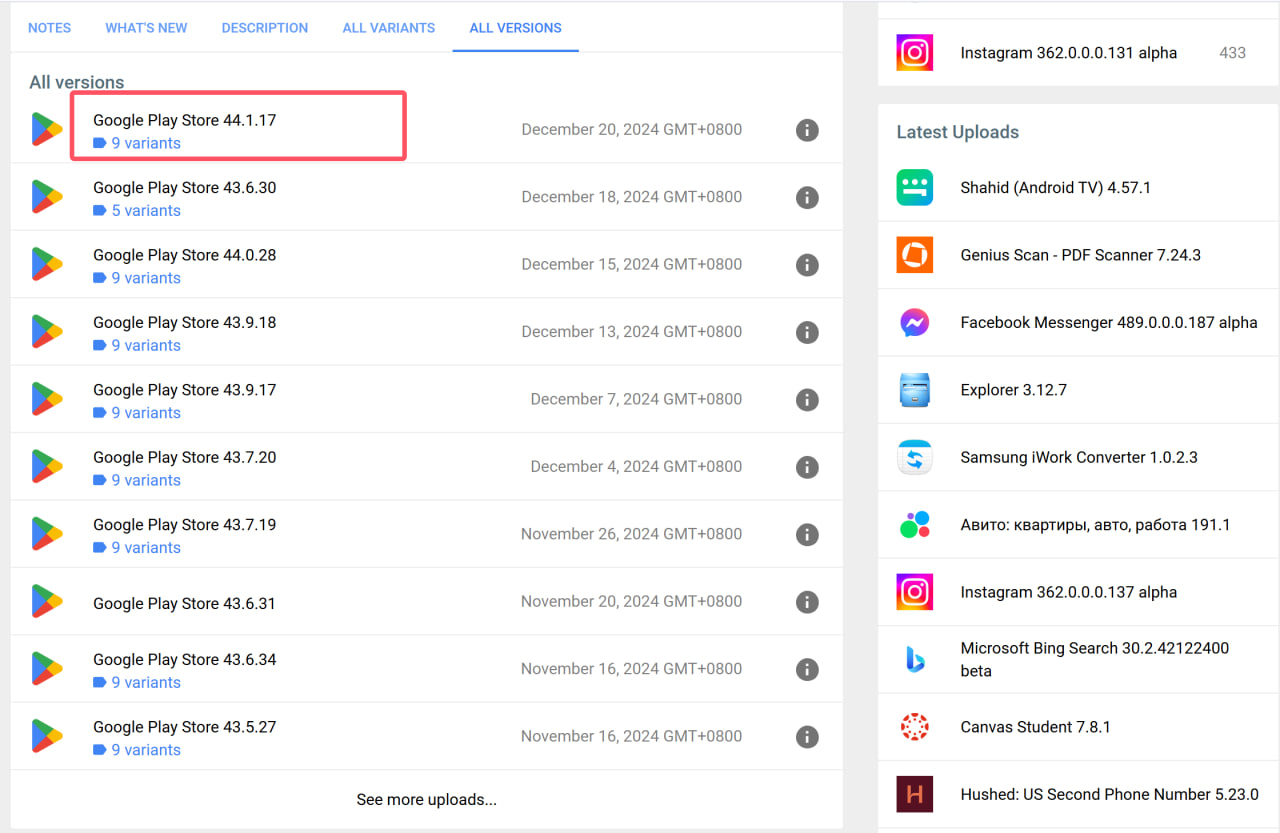 NOTES WHAT'S NEW DESCRIPTION ALL VARIANTS ALL VERSIONS
All versions
Google Play Store 44.1.17
9 variants
December 20, 2024 GMT+0800
Google Play Store 43.6.30
5 variants
December 18, 2024 GMT+0800
Google Play Store 44.0.28
9 variants
December 15, 2024 GMT+0800
Google Play Store 43.9.18
9 variants
December 13, 2024 GMT+0800
Google Play Store 43.9.17
9 variants
December 7, 2024 GMT+0800
Google Play Store 43.7.20
9 variants
December 4, 2024 GMT+0800
Google Play Store 43.7.19
9 variants
November 26, 2024 GMT+0800
Google Play Store 43.6.31
November 20, 2024 GMT+0800
Google Play Store 43.6.34
9 variants
November 16, 2024 GMT+0800
Google Play Store 43.5.27
9 variants
November 16, 2024 GMT+0800
See more uploads...
Instagram 362.0.0.0.131 alpha 433
Latest Uploads
Shahid (Android TV) 4.57.1
Genius Scan - PDF Scanner 7.24.3
Facebook Messenger 489.0.0.0.187 alpha
Explorer 3.12.7
Samsung iWork Converter 1.0.2.3
Авито: квартиры, авто, работа 191.1
Instagram 362.0.0.0.137 alpha
Microsoft Bing Search 30.2.42122400
beta
Canvas Student 7.8.1
Hushed: US Second Phone Number 5.23.0